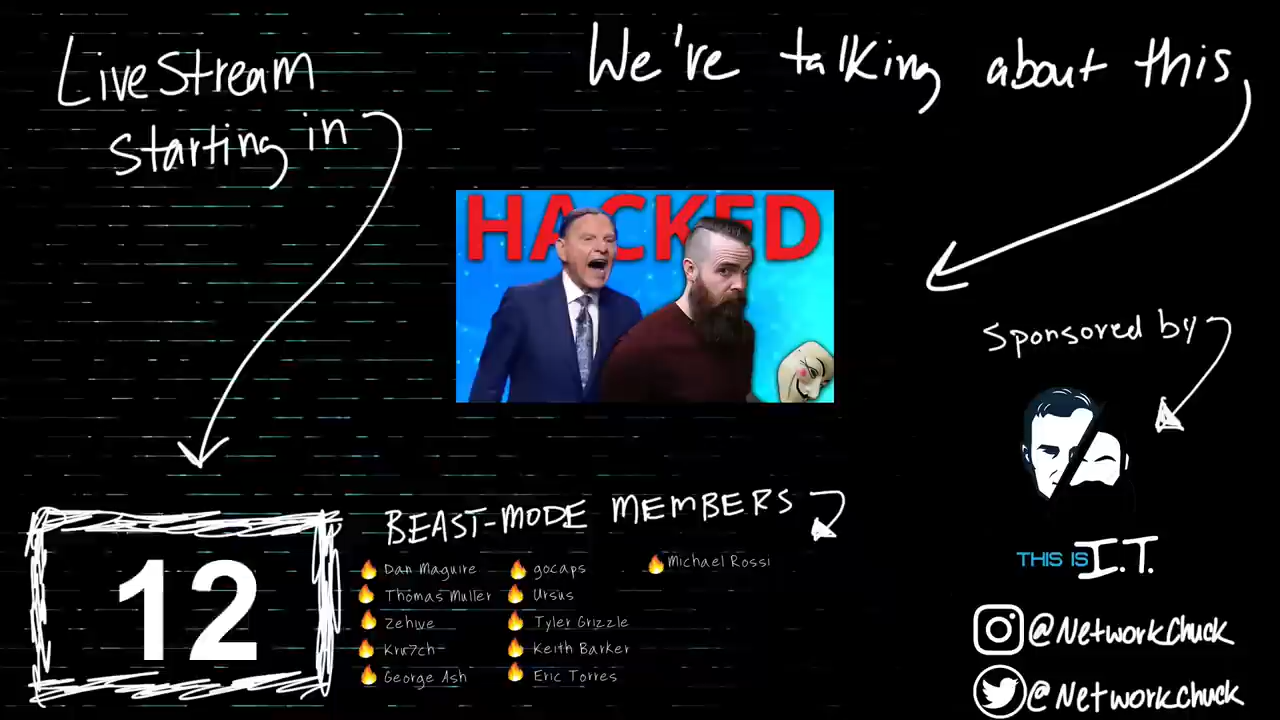 LiveStream
starting in
We're talking about this
HACKED
Sponsored by
THIS IS I.T.
12
BEAST-MODE MEMBERS
Dan Maguire
Thomas Muller
Zehive
Kru7ch
George Ash
gocaps
Ursus
Tyler Grizzle
Keith Barker
Eric Torres
Michael Rossi
@NetworkChuck
@NetworkChuck